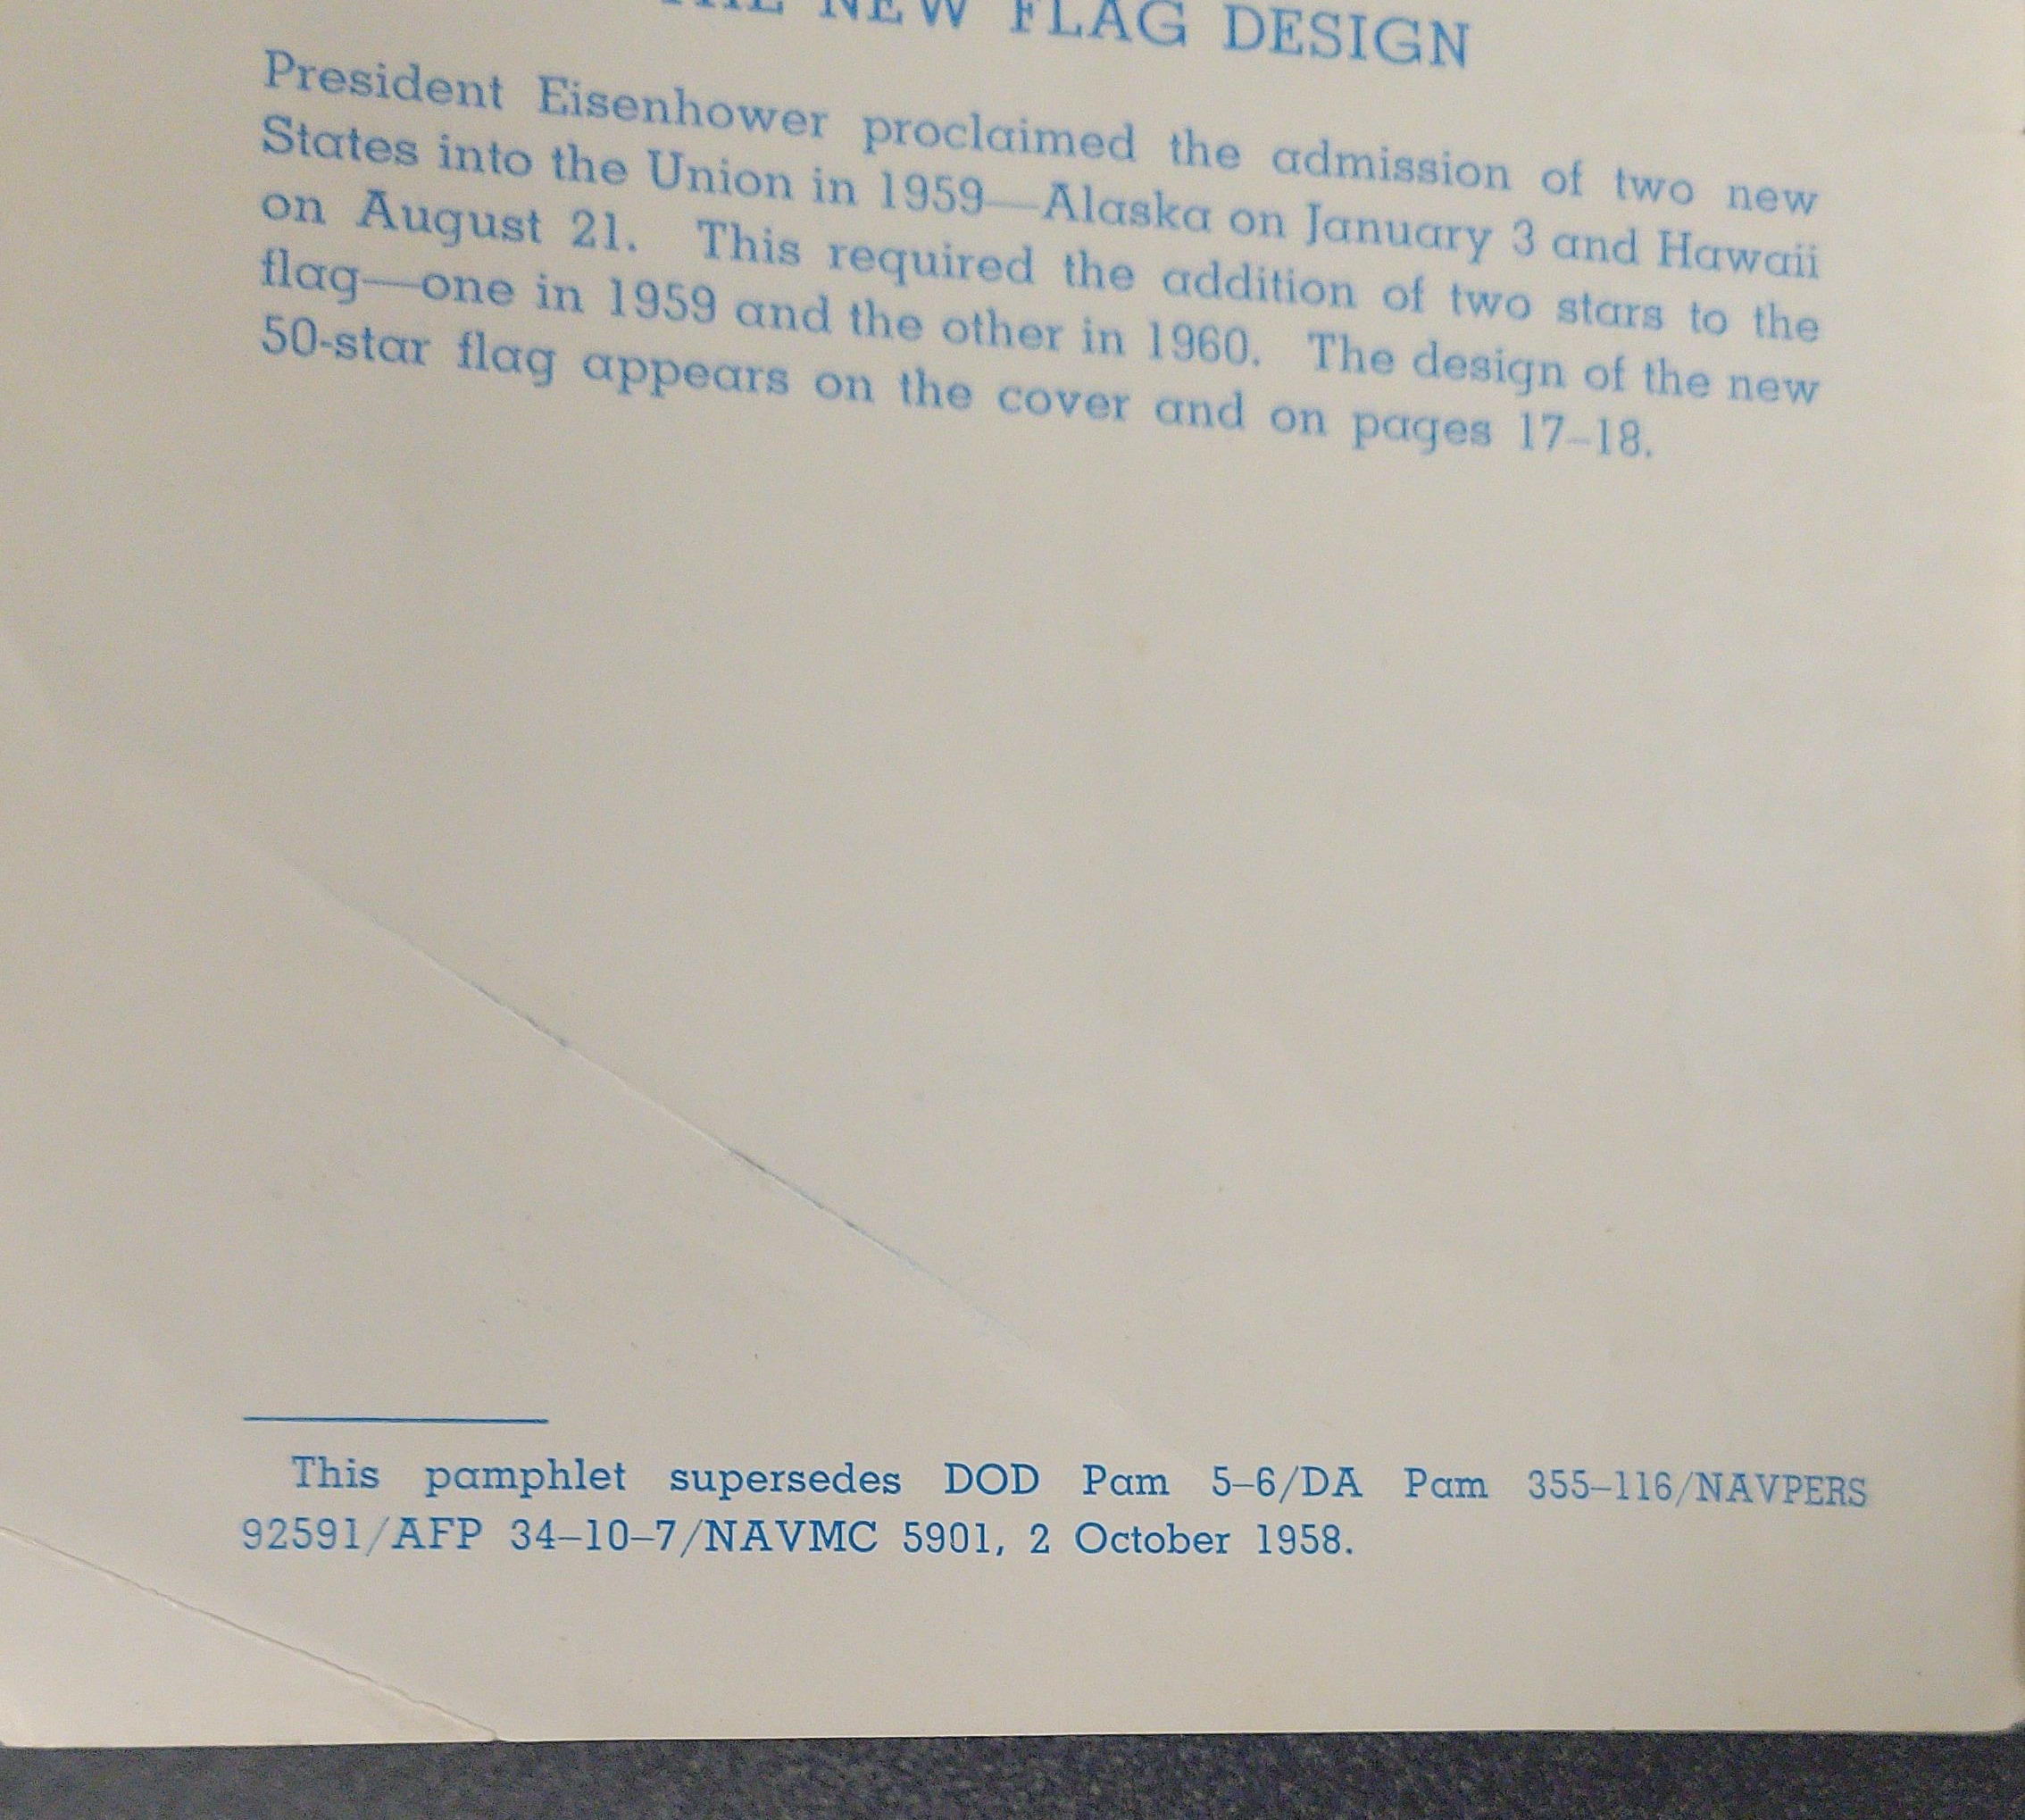 THE NEW FLAG DESIGN
President Eisenhower proclaimed the admission of two new
States into the Union in 1959—Alaska on January 3 and Hawaii
on August 21. This required the addition of two stars to the
flag—one in 1959 and the other in 1960. The design of the new
50-star flag appears on the cover and on pages 17–18.
This pamphlet supersedes DOD Pam 5–6/DA Pam 355–116/NAVPERS
92591/AFP 34–10–7/NAVMC 5901, 2 October 1958.